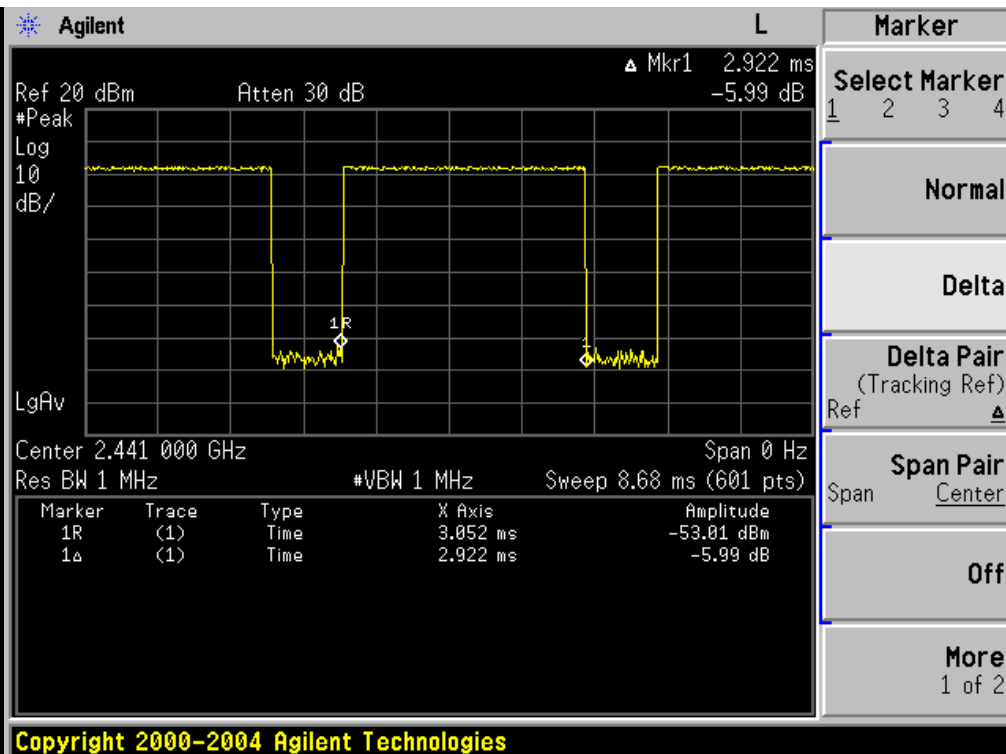 Agilent L
Marker
Δ Mkr1 2.922 ms
Ref 20 dBm Atten 30 dB -5.99 dB
#Peak
Log
10
dB/
1R
1
LgAv
Center 2.441 000 GHz Span 0 Hz
Res BW 1 MHz #VBW 1 MHz Sweep 8.68 ms (601 pts)
Marker Trace Type X Axis Amplitude
1R (1) Time 3.052 ms -53.01 dBm
1Δ (1) Time 2.922 ms -5.99 dB
Select Marker
1 2 3 4
Normal
Delta
Delta Pair
(Tracking Ref)
Ref Δ
Span Pair
Span Center
Off
More
1 of 2
Copyright 2000-2004 Agilent Technologies